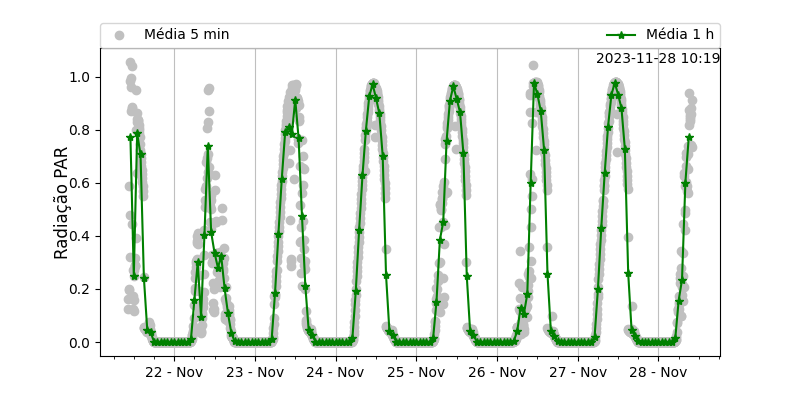 Média 5 min
Média 1 h
2023-11-28 10:19
Radiação PAR
1.0
0.8
0.6
0.4
0.2
0.0
22 - Nov
23 - Nov
24 - Nov
25 - Nov
26 - Nov
27 - Nov
28 - Nov